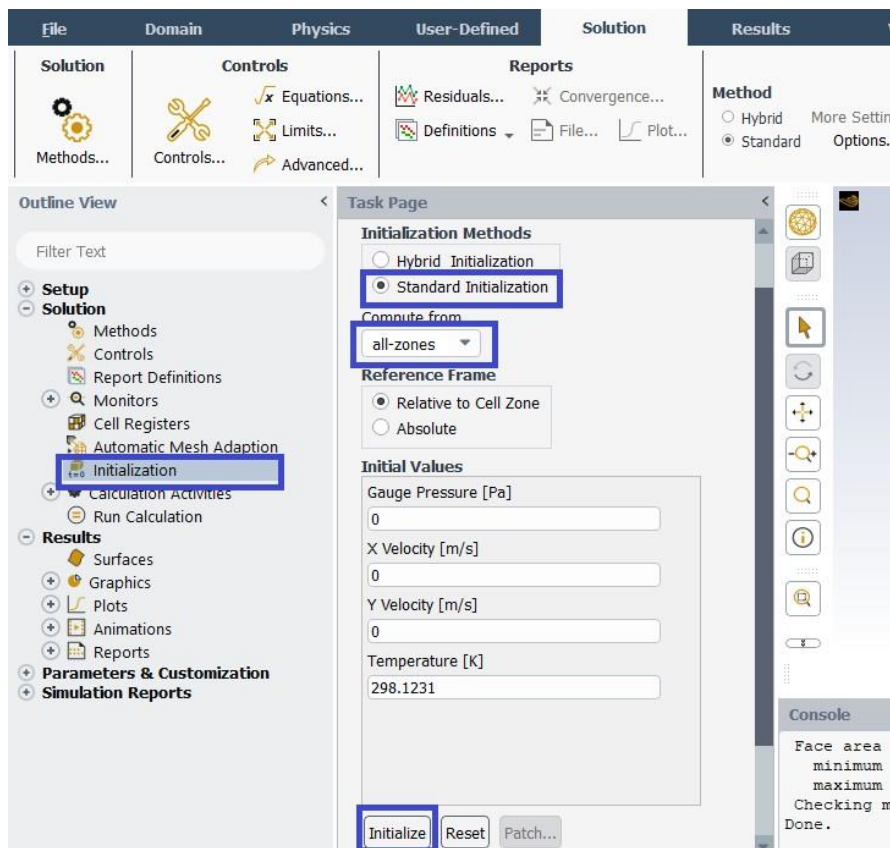 File Domain Physics User-Defined Solution Results
Solution Controls Reports
Methods... Controls... Equations... Limits... Advanced...
Residuals... Convergence...
Definitions File... Plot...
Method
Hybrid
Standard
More Settin
Options.
Outline View
Filter Text
Setup
Solution
Methods
Controls
Report Definitions
Monitors
Cell Registers
Automatic Mesh Adaption
Initialization
Calculation Activities
Run Calculation
Results
Surfaces
Graphics
Plots
Animations
Reports
Parameters & Customization
Simulation Reports
Task Page
Initialization Methods
Hybrid Initialization
Standard Initialization
Compute from
all-zones
Reference Frame
Relative to Cell Zone
Absolute
Initial Values
Gauge Pressure [Pa]
0
X Velocity [m/s]
0
Y Velocity [m/s]
0
Temperature [K]
298.1231
Initialize Reset Patch...
Console
Face area
minimum
maximum
Checking m
Done.